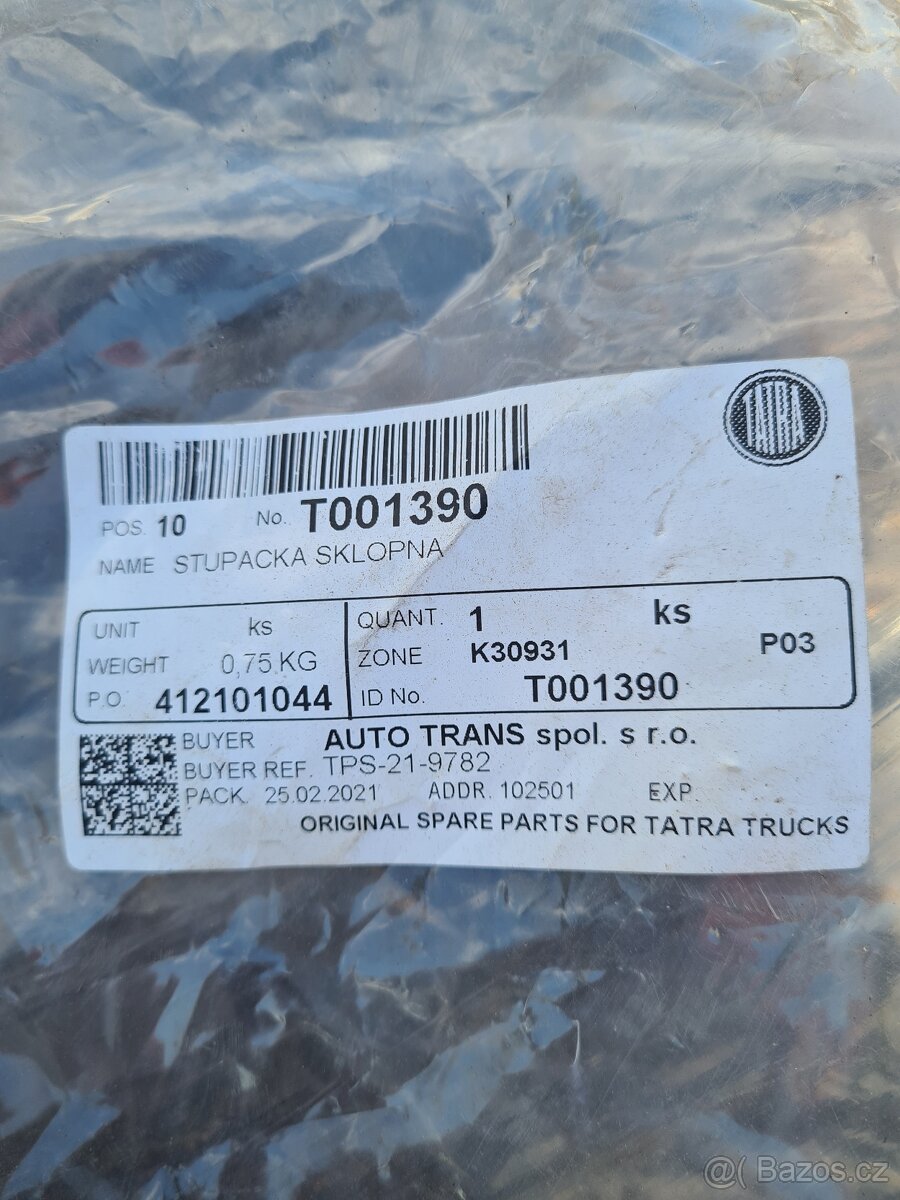 TATRA
POS. 10 No. T001390
NAME STUPACKA SKLOPNA
UNIT ks
WEIGHT 0,75 KG
P.O. 412101044
QUANT. 1 ks
ZONE K30931 P03
ID No. T001390
BUYER AUTO TRANS spol. s r.o.
BUYER REF. TPS-21-9782
PACK. 25.02.2021 ADDR. 102501 EXP.
ORIGINAL SPARE PARTS FOR TATRA TRUCKS
@( Bazos.cz